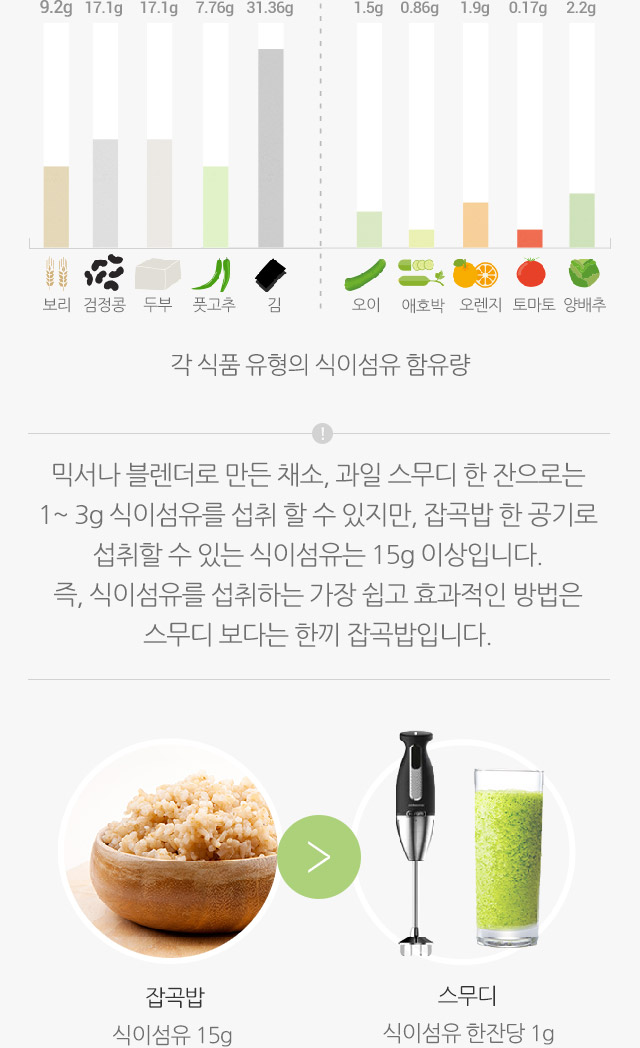 9.2g 17.1g 17.1g 7.76g 31.36g 1.5g 0.86g 1.9g 0.17g 2.2g
보리 검정콩 두부 풋고추 김 오이 애호박 오렌지 토마토 양배추
각 식품 유형의 식이섬유 함유량
!
믹서나 블렌더로 만든 채소, 과일 스무디 한 잔으로는
1~ 3g 식이섬유를 섭취 할 수 있지만, 잡곡밥 한 공기로
섭취할 수 있는 식이섬유는 15g 이상입니다.
즉, 식이섬유를 섭취하는 가장 쉽고 효과적인 방법은
스무디 보다는 한끼 잡곡밥입니다.
>
잡곡밥 스무디
식이섬유 15g 식이섬유 한잔당 1g